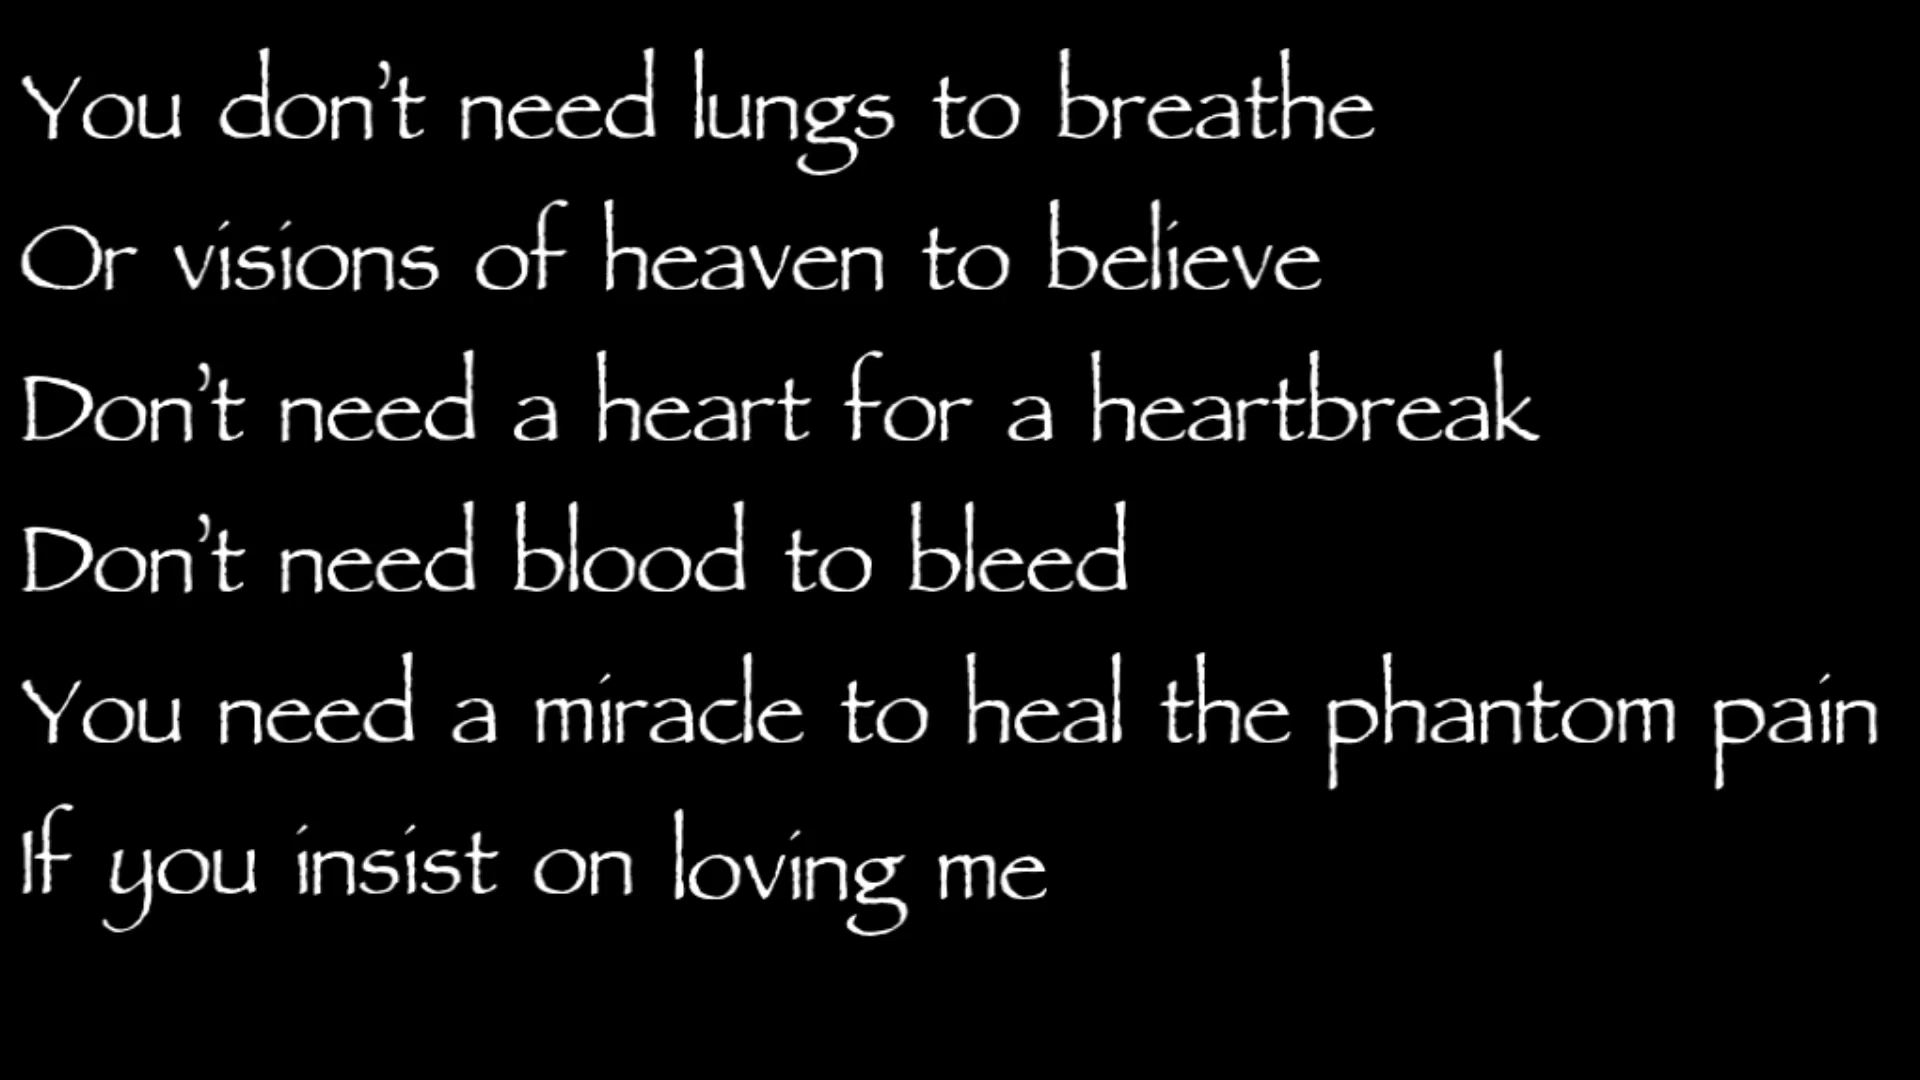 You don't need lungs to breathe
Or visions of heaven to believe
Don't need a heart for a heartbreak
Don't need blood to bleed
You need a miracle to heal the phantom pain
If you insist on loving me